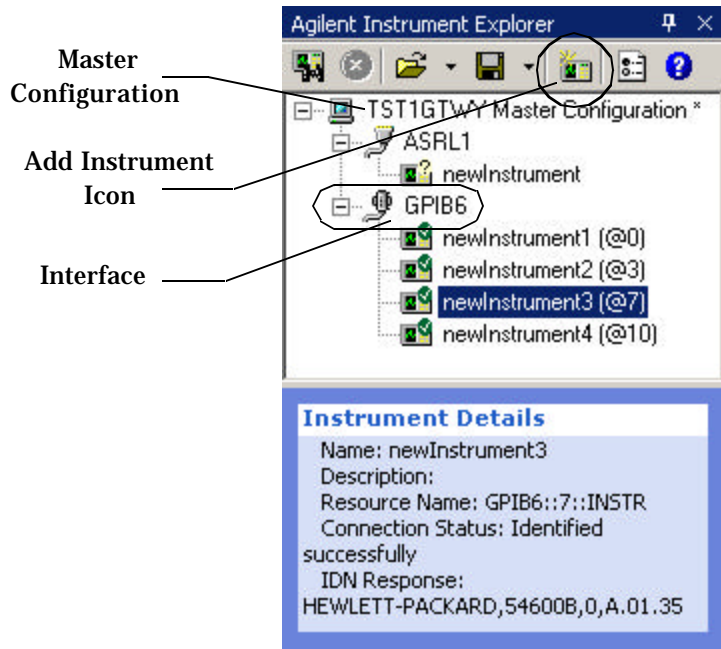 Agilent Instrument Explorer
Master
Configuration
TST1GTWY Master Configuration *
ASRL1
Add Instrument
Icon
newInstrument
GPIB6
newInstrument1 (@0)
Interface
newInstrument2 (@3)
newInstrument3 (@7)
newInstrument4 (@10)
Instrument Details
Name: newInstrument3
Description:
Resource Name: GPIB6::7::INSTR
Connection Status: Identified
successfully
IDN Response:
HEWLETT-PACKARD,54600B,0,A.01.35